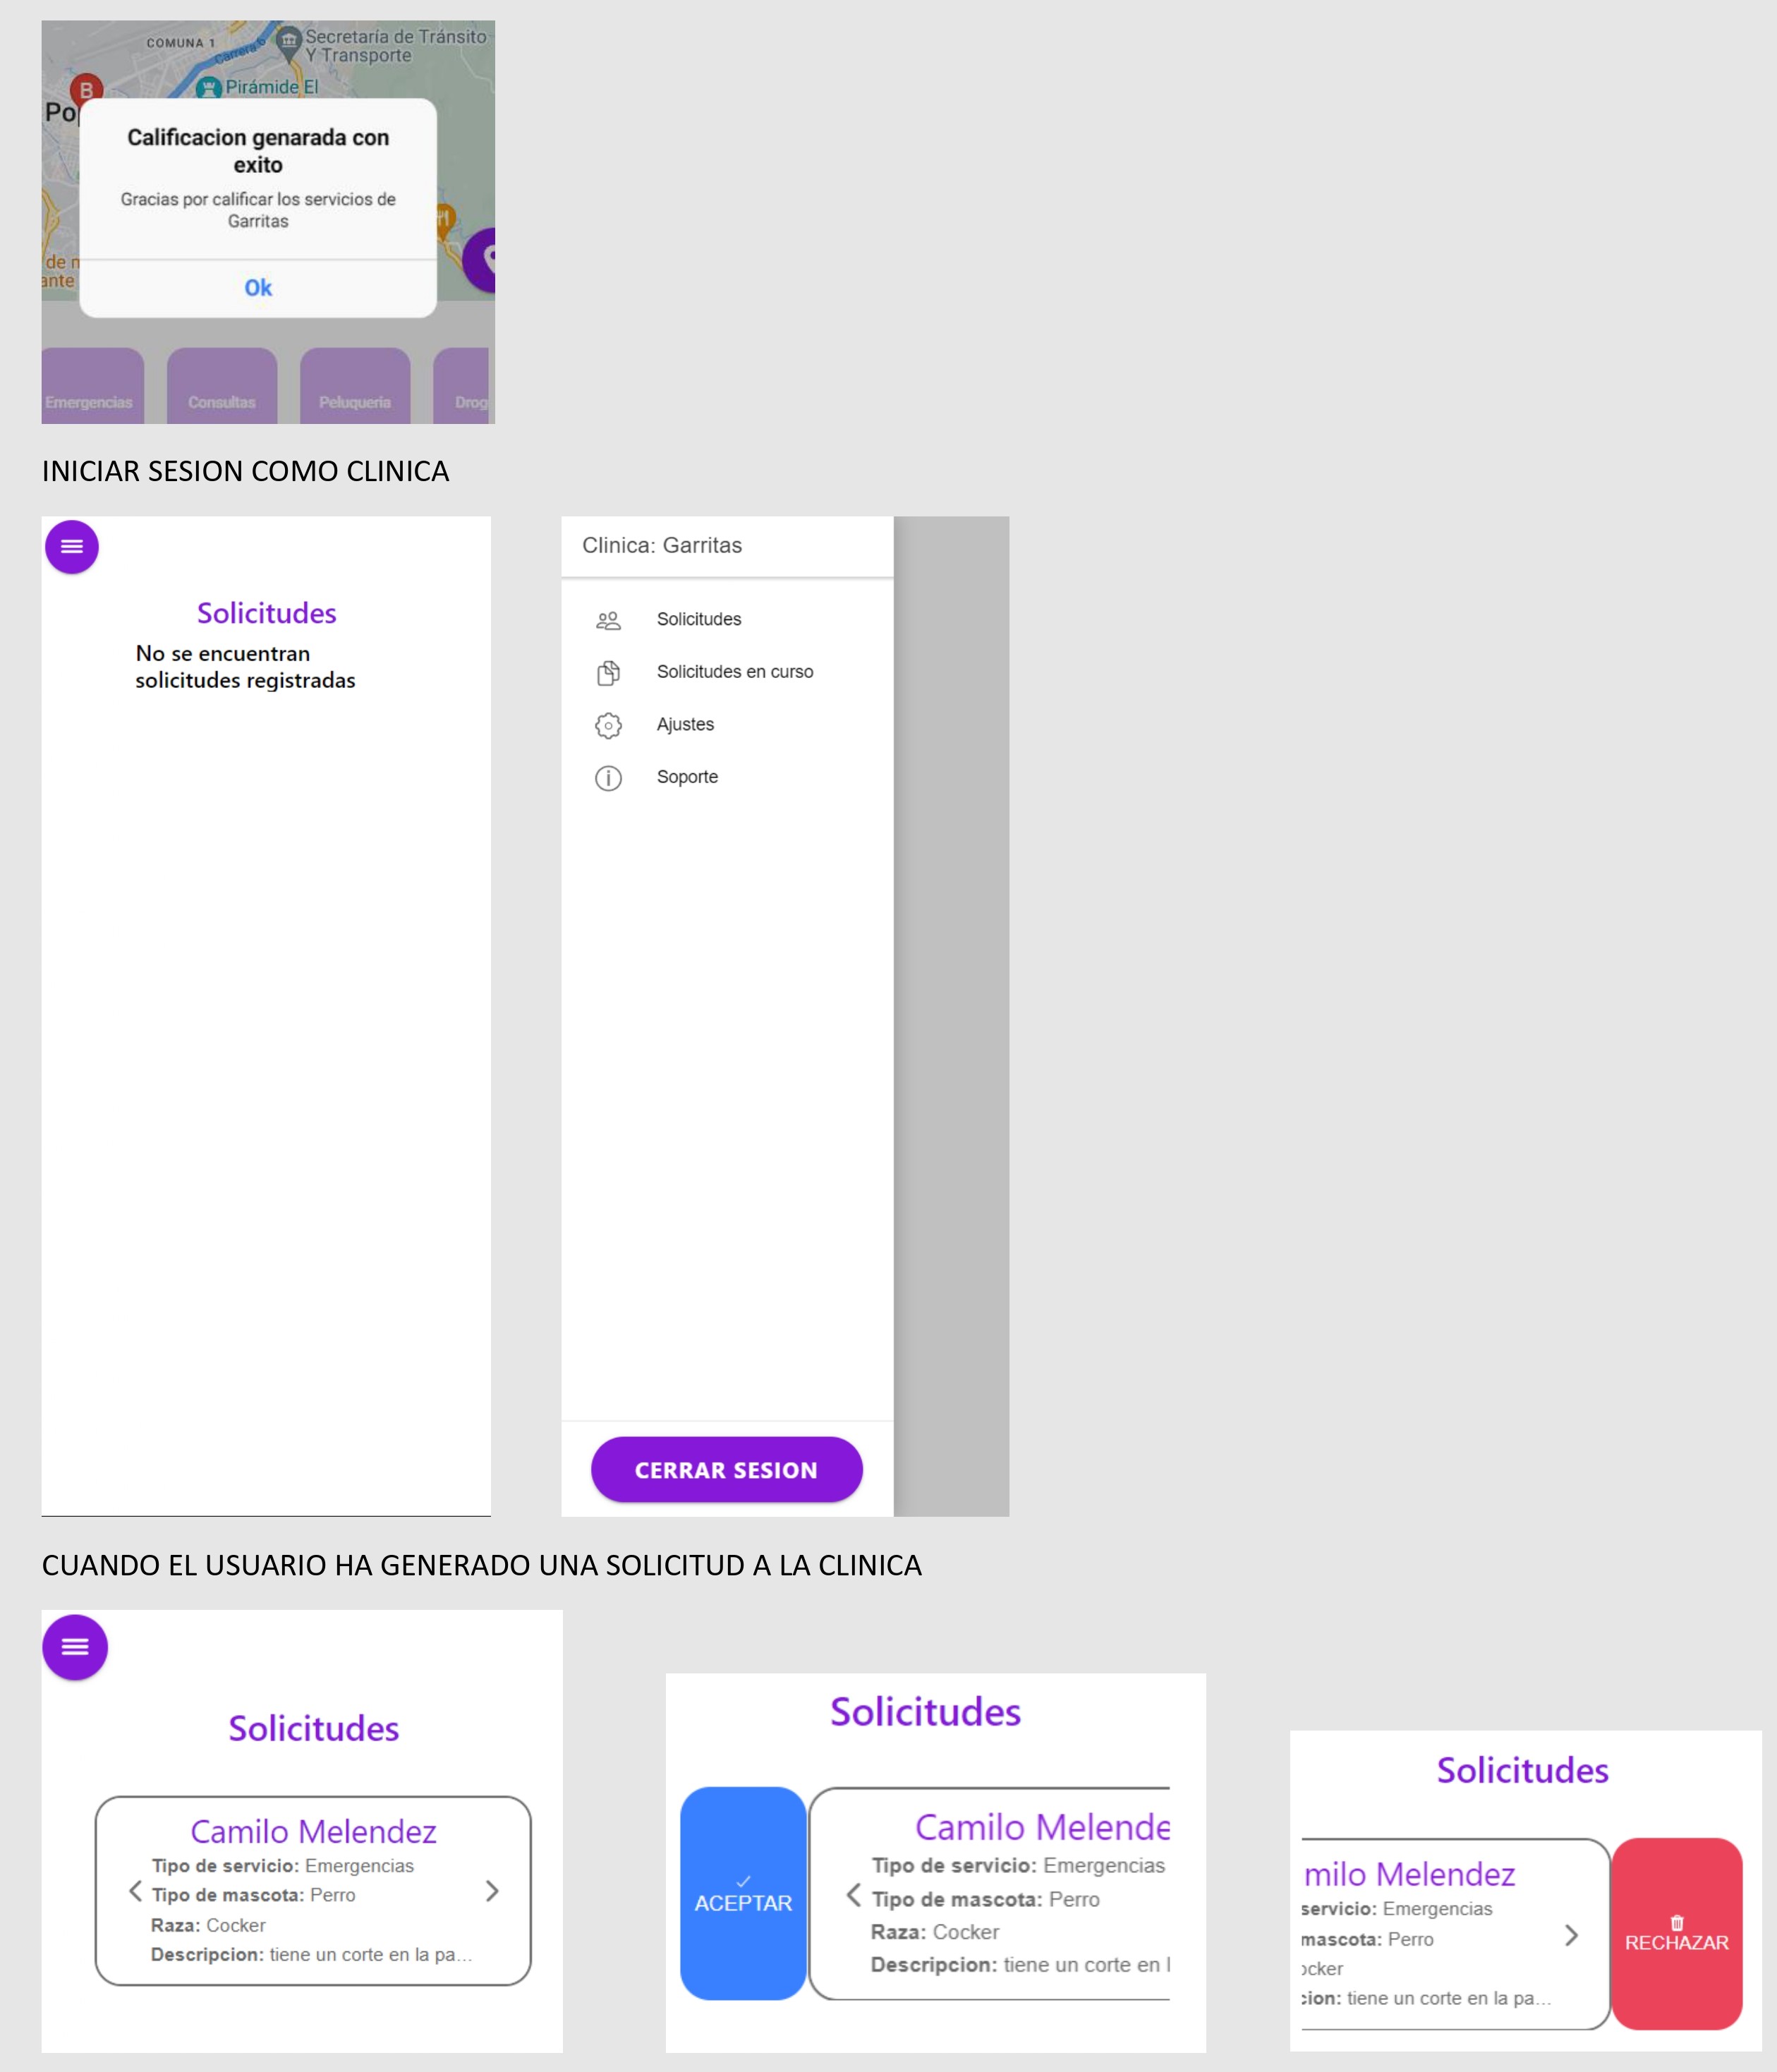 COMUNA 1
Carrera 6
Secretaría de Tránsito
Y Transporte
Pirámide El
B
Calificacion genarada con
exito
Gracias por calificar los servicios de
Garritas
Ok
Emergencias
Consultas
Peluqueria
Drog
INICIAR SESION COMO CLINICA
Solicitudes
No se encuentran
solicitudes registradas
Clinica: Garritas
Solicitudes
Solicitudes en curso
Ajustes
Soporte
CERRAR SESION
CUANDO EL USUARIO HA GENERADO UNA SOLICITUD A LA CLINICA
Solicitudes
Camilo Melendez
Tipo de servicio: Emergencias
Tipo de mascota: Perro
Raza: Cocker
Descripcion: tiene un corte en la pa...
Solicitudes
ACEPTAR
Camilo Melende
Tipo de servicio: Emergencias
Tipo de mascota: Perro
Raza: Cocker
Descripcion: tiene un corte en l
Solicitudes
milo Melendez
servicio: Emergencias
mascota: Perro
ocker
cion: tiene un corte en la pa...
RECHAZAR